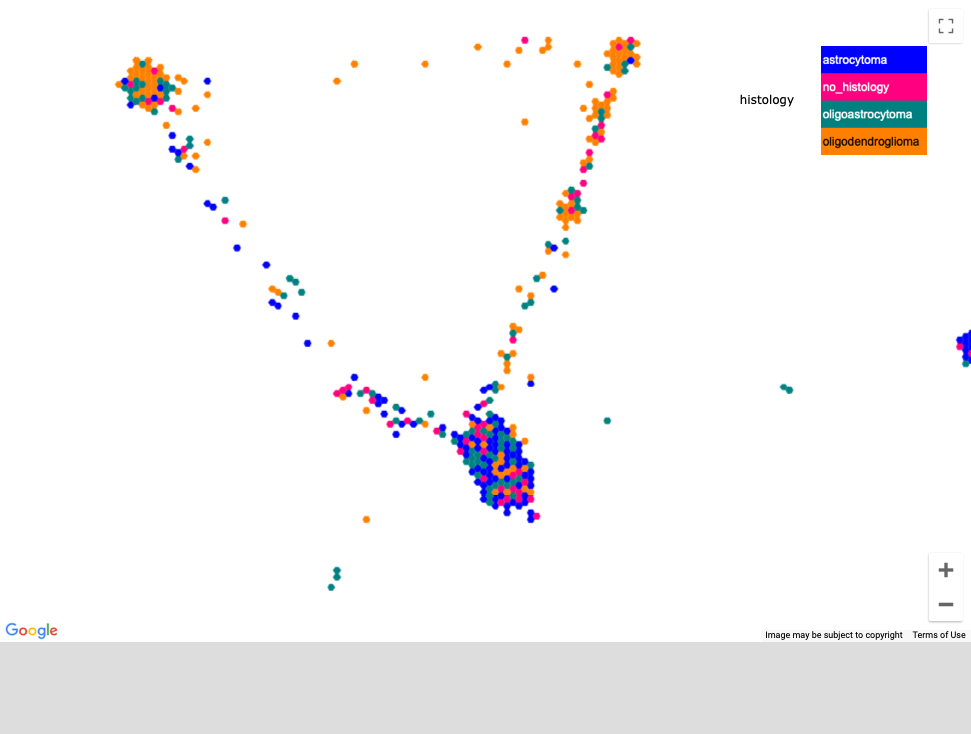 histology
astrocytoma
no_histology
oligoastrocytoma
oligodendroglioma
Google
Image may be subject to copyright
Terms of Use